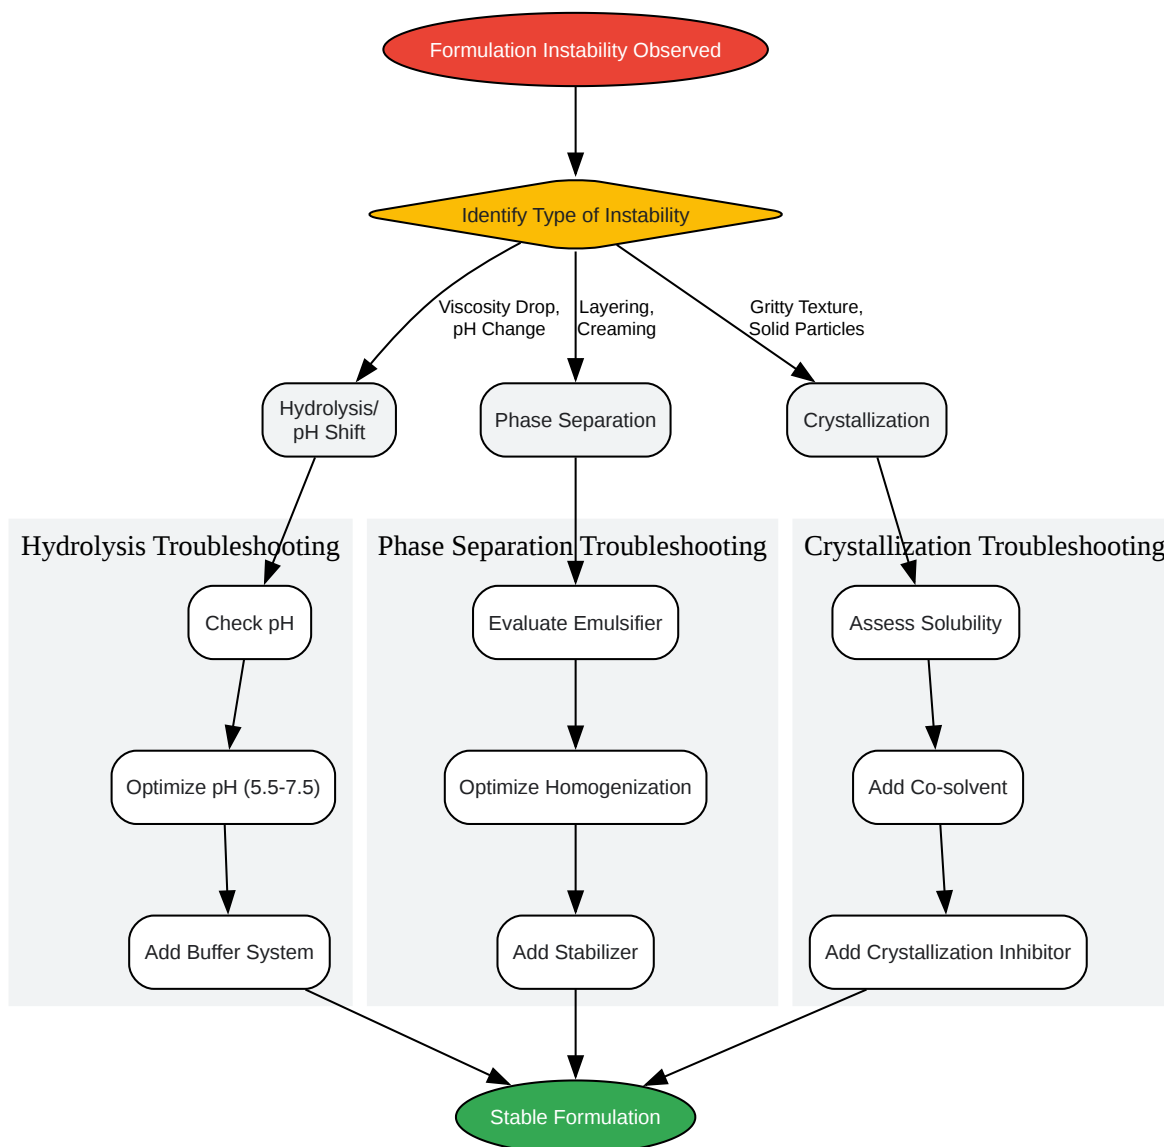 Formulation Instability Observed
Identify Type of Instability
Viscosity Drop,
pH Change
Layering,
Creaming
Gritty Texture,
Solid Particles
Hydrolysis/
pH Shift
Phase Separation
Crystallization
Hydrolysis Troubleshooting
Phase Separation Troubleshooting
Crystallization Troubleshooting
Check pH
Evaluate Emulsifier
Assess Solubility
Optimize pH (5.5-7.5)
Optimize Homogenization
Add Co-solvent
Add Buffer System
Add Stabilizer
Add Crystallization Inhibitor
Stable Formulation